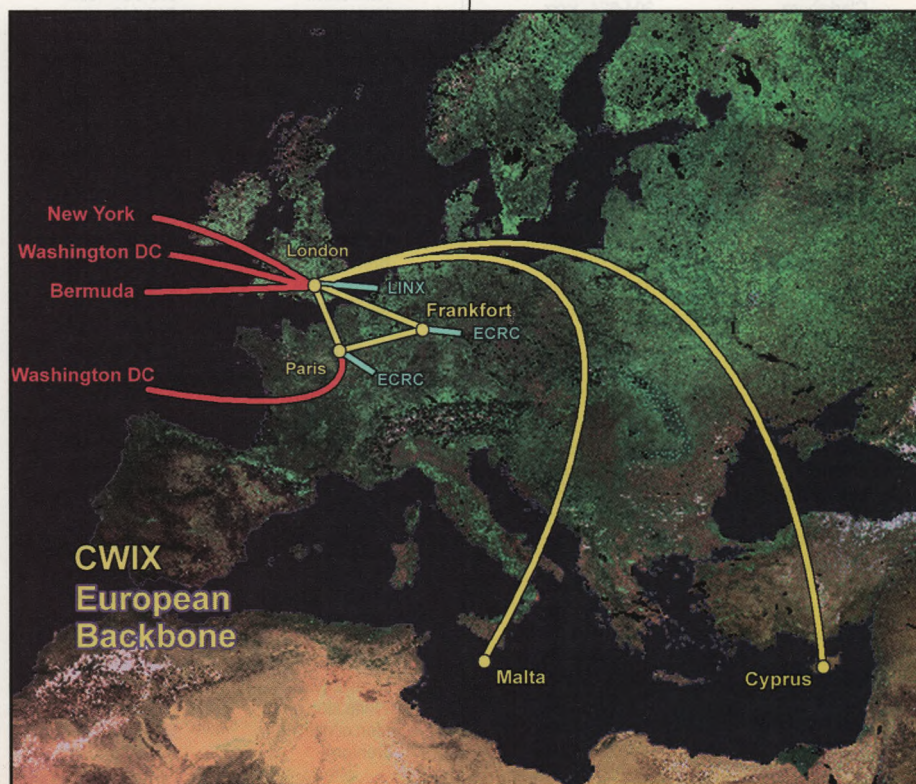 New York
Washington DC
London
Bermuda
LINX
Frankfort
ECRC
Paris
Washington DC
ECRC
CWIX
European
Backbone
Malta
Cyprus